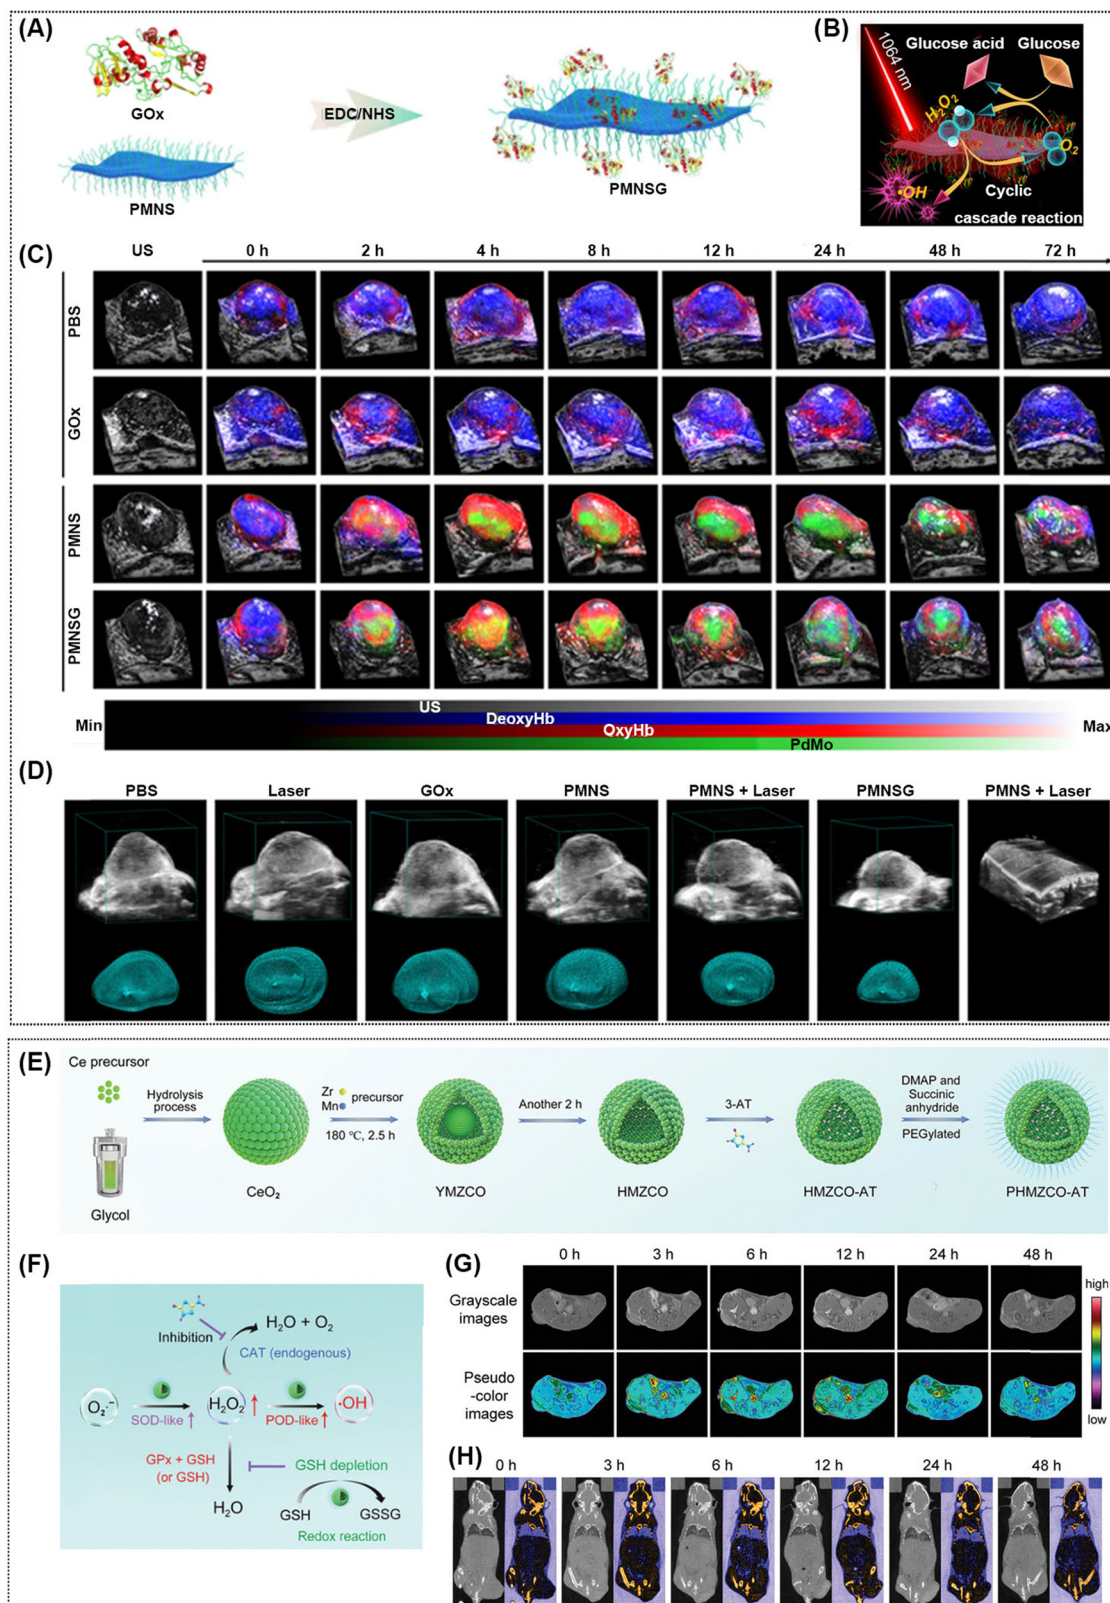 (A)
GOx
EDC/NHS
PMNS
PMNSG
(B)
1064 nm
Glucose acid
Glucose
H2O2
O2
•OH
Cyclic
cascade reaction
(C)
US
0 h
2 h
4 h
8 h
12 h
24 h
48 h
72 h
PBS
GOx
PMNS
PMNSG
Min
US
DeoxyHb
OxyHb
PdMo
Max
(D)
PBS
Laser
GOx
PMNS
PMNS + Laser
PMNSG
PMNS + Laser
(E)
Ce precursor
Glycol
Hydrolysis
process
CeO₂
Zr
Mn
precursor
180 °C, 2.5 h
YMZCO
Another 2 h
HMZCO
3-AT
HMZCO-AT
DMAP and
Succinic
anhydride
PEGylated
PHMZCO-AT
(F)
Inhibition
H₂O + O₂
CAT (endogenous)
O₂·⁻
SOD-like ↑
H₂O₂ ↑
POD-like ↑
·OH
GPx + GSH
(or GSH)
GSH depletion
H₂O
GSH
GSSG
Redox reaction
(G)
0 h
3 h
6 h
12 h
24 h
48 h
Grayscale
images
Pseudo
-color
images
high
low
(H)
0 h
3 h
6 h
12 h
24 h
48 h